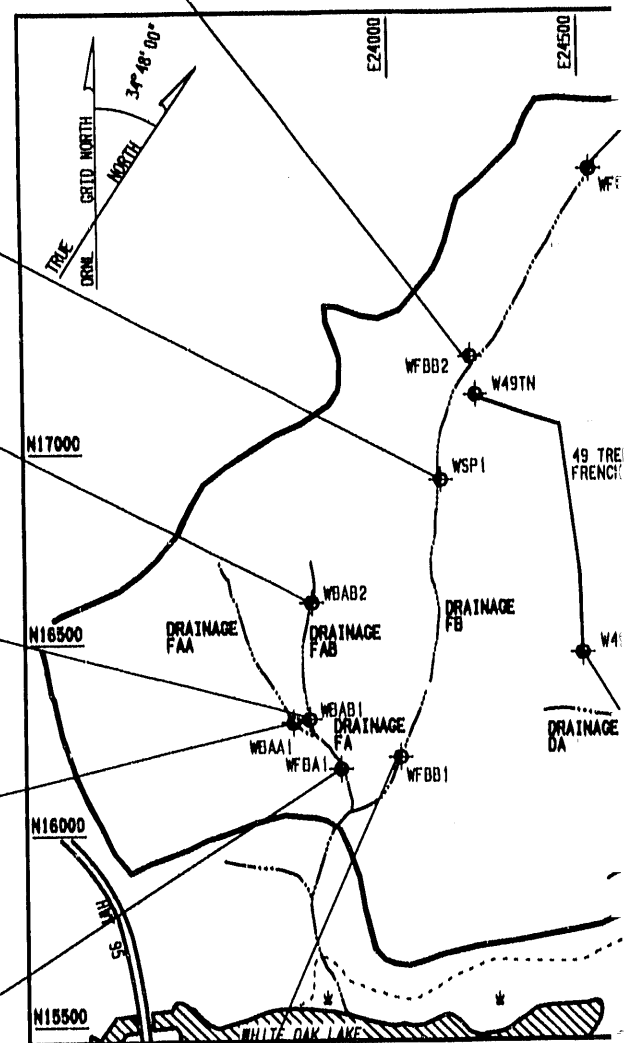 E24000
E24500
34° 48' 00"
GRID NORTH
NORTH
TRUE
ORNL
WFBB2
W49TN
N17000
WSP1
49 TRE
FRENCH
WBAB2
DRAINAGE
FAA
DRAINAGE
FAB
DRAINAGE
FB
N16500
WBAB1
DRAINAGE
FA
WBAA1
WFBA1
WFBB1
DRAINAGE
DA
N16000
HWY 95
N15500
WHITE OAK LAKE